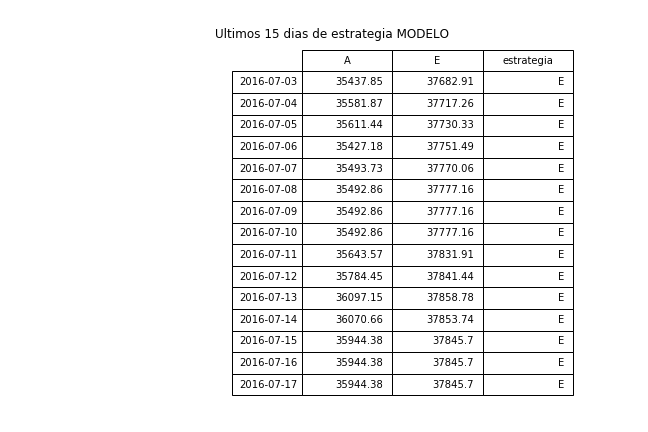 Ultimos 15 dias de estrategia MODELO
A E estrategia
2016-07-03 35437.85 37682.91 E
2016-07-04 35581.87 37717.26 E
2016-07-05 35611.44 37730.33 E
2016-07-06 35427.18 37751.49 E
2016-07-07 35493.73 37770.06 E
2016-07-08 35492.86 37777.16 E
2016-07-09 35492.86 37777.16 E
2016-07-10 35492.86 37777.16 E
2016-07-11 35643.57 37831.91 E
2016-07-12 35784.45 37841.44 E
2016-07-13 36097.15 37858.78 E
2016-07-14 36070.66 37853.74 E
2016-07-15 35944.38 37845.7 E
2016-07-16 35944.38 37845.7 E
2016-07-17 35944.38 37845.7 E